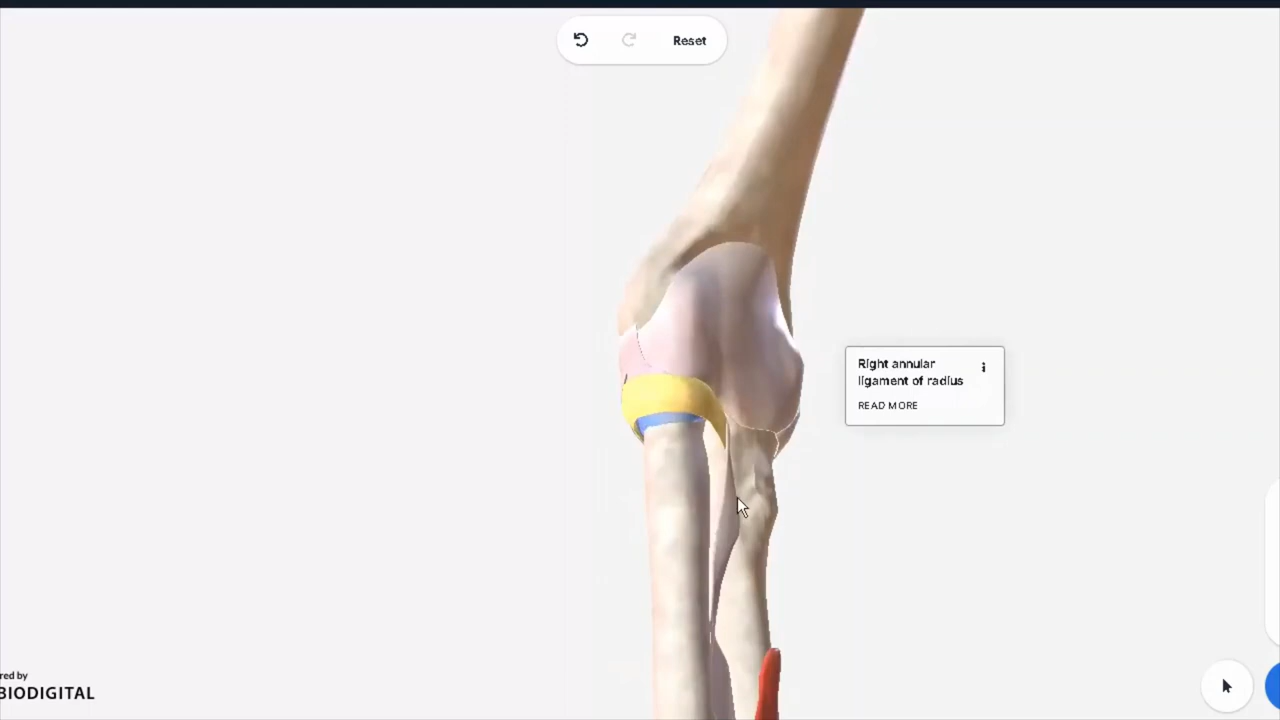 Reset
Right annular
ligament of radius
READ MORE
red by
BIODIGITAL